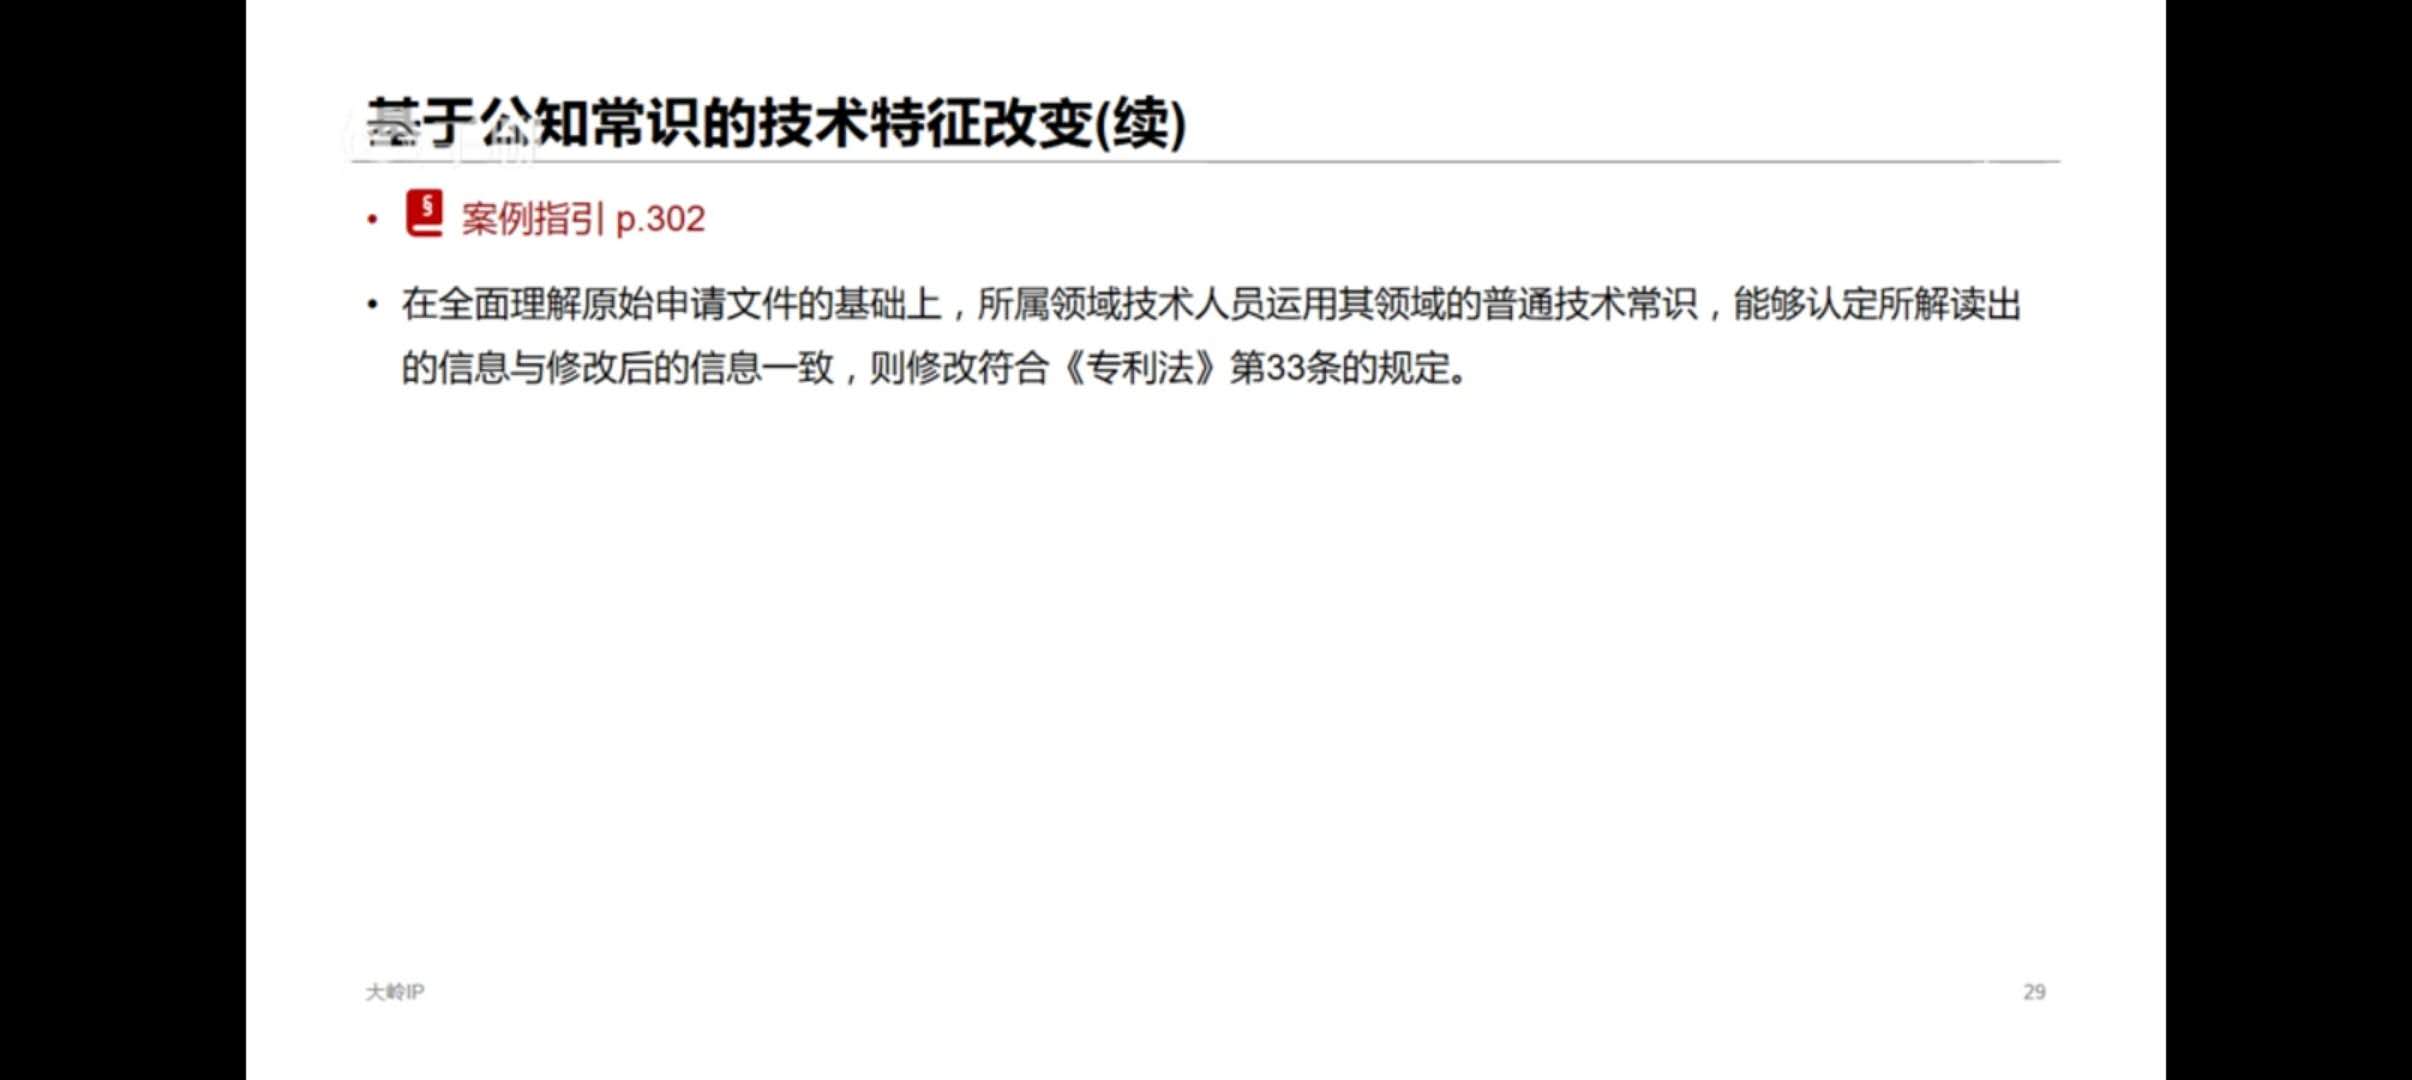 基于公知常识的技术特征改变(续)
• § 案例指引 p.302
• 在全面理解原始申请文件的基础上，所属领域技术人员运用其领域的普通技术常识，能够认定所解读出
的信息与修改后的信息一致，则修改符合《专利法》第33条的规定。
大岭IP
29